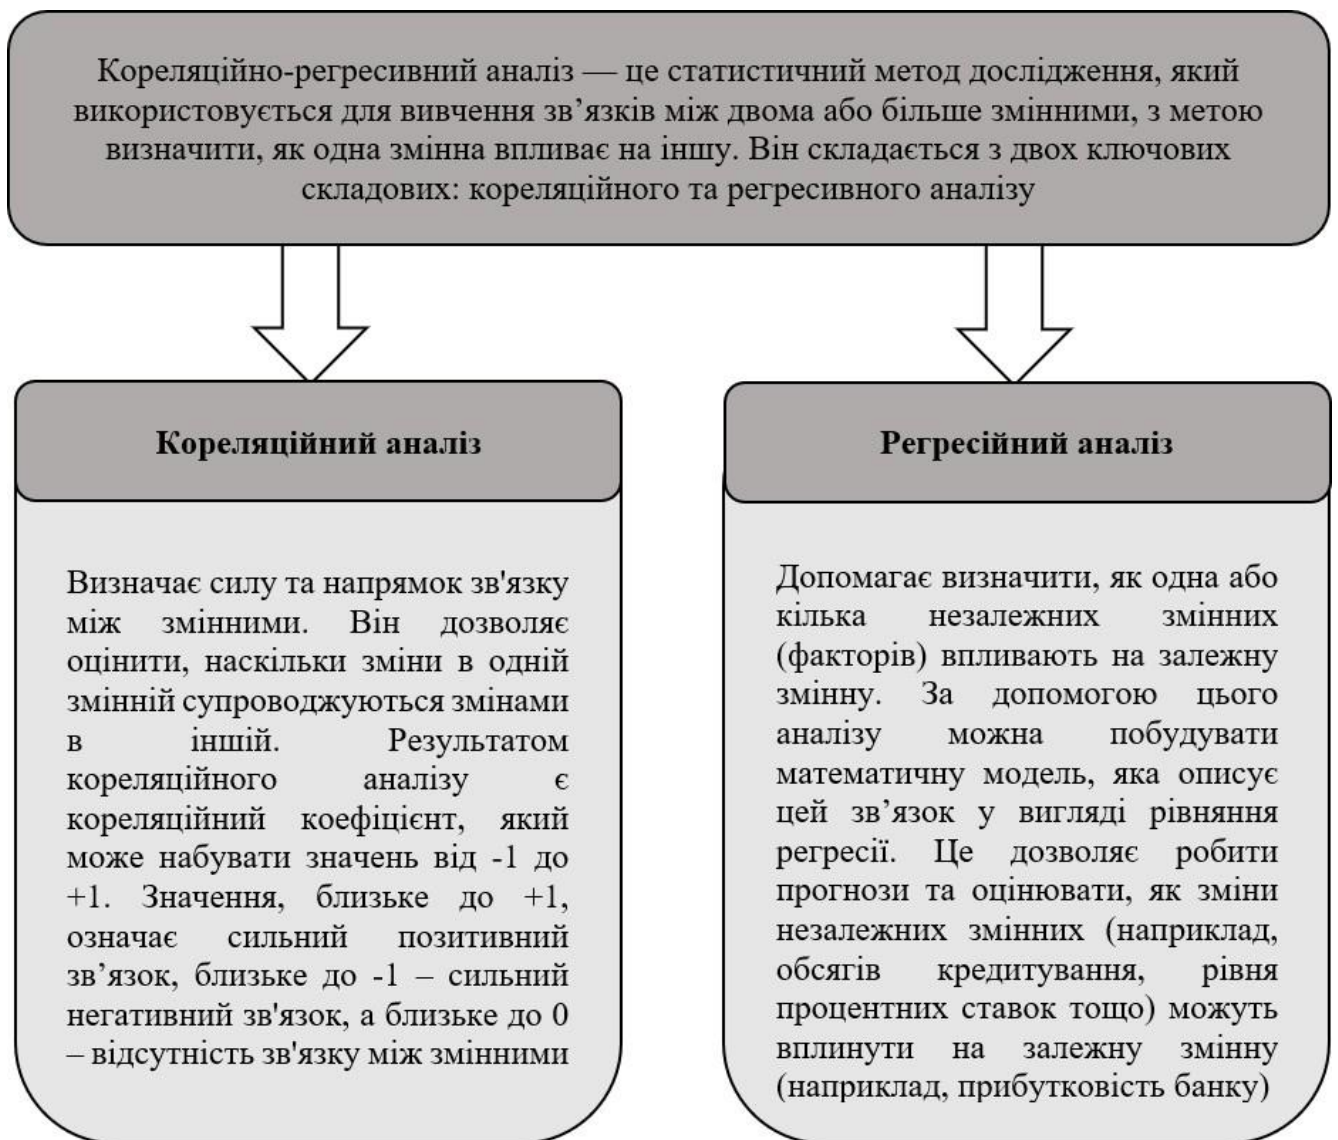 Кореляційно-регресивний аналіз — це статистичний метод дослідження, який
використовується для вивчення зв’язків між двома або більше змінними, з метою
визначити, як одна змінна впливає на іншу. Він складається з двох ключових
складових: кореляційного та регресивного аналізу
Кореляційний аналіз
Визначає силу та напрямок зв'язку
між змінними. Він дозволяє
оцінити, наскільки зміни в одній
змінній супроводжуються змінами
в іншій. Результатом
кореляційного аналізу є
кореляційний коефіцієнт, який
може набувати значень від -1 до
+1. Значення, близьке до +1,
означає сильний позитивний
зв’язок, близьке до -1 – сильний
негативний зв'язок, а близьке до 0
– відсутність зв'язку між змінними
Регресійний аналіз
Допомагає визначити, як одна або
кілька незалежних змінних
(факторів) впливають на залежну
змінну. За допомогою цього
аналізу можна побудувати
математичну модель, яка описує
цей зв’язок у вигляді рівняння
регресії. Це дозволяє робити
прогнози та оцінювати, як зміни
незалежних змінних (наприклад,
обсягів кредитування, рівня
процентних ставок тощо) можуть
вплинути на залежну змінну
(наприклад, прибутковість банку)